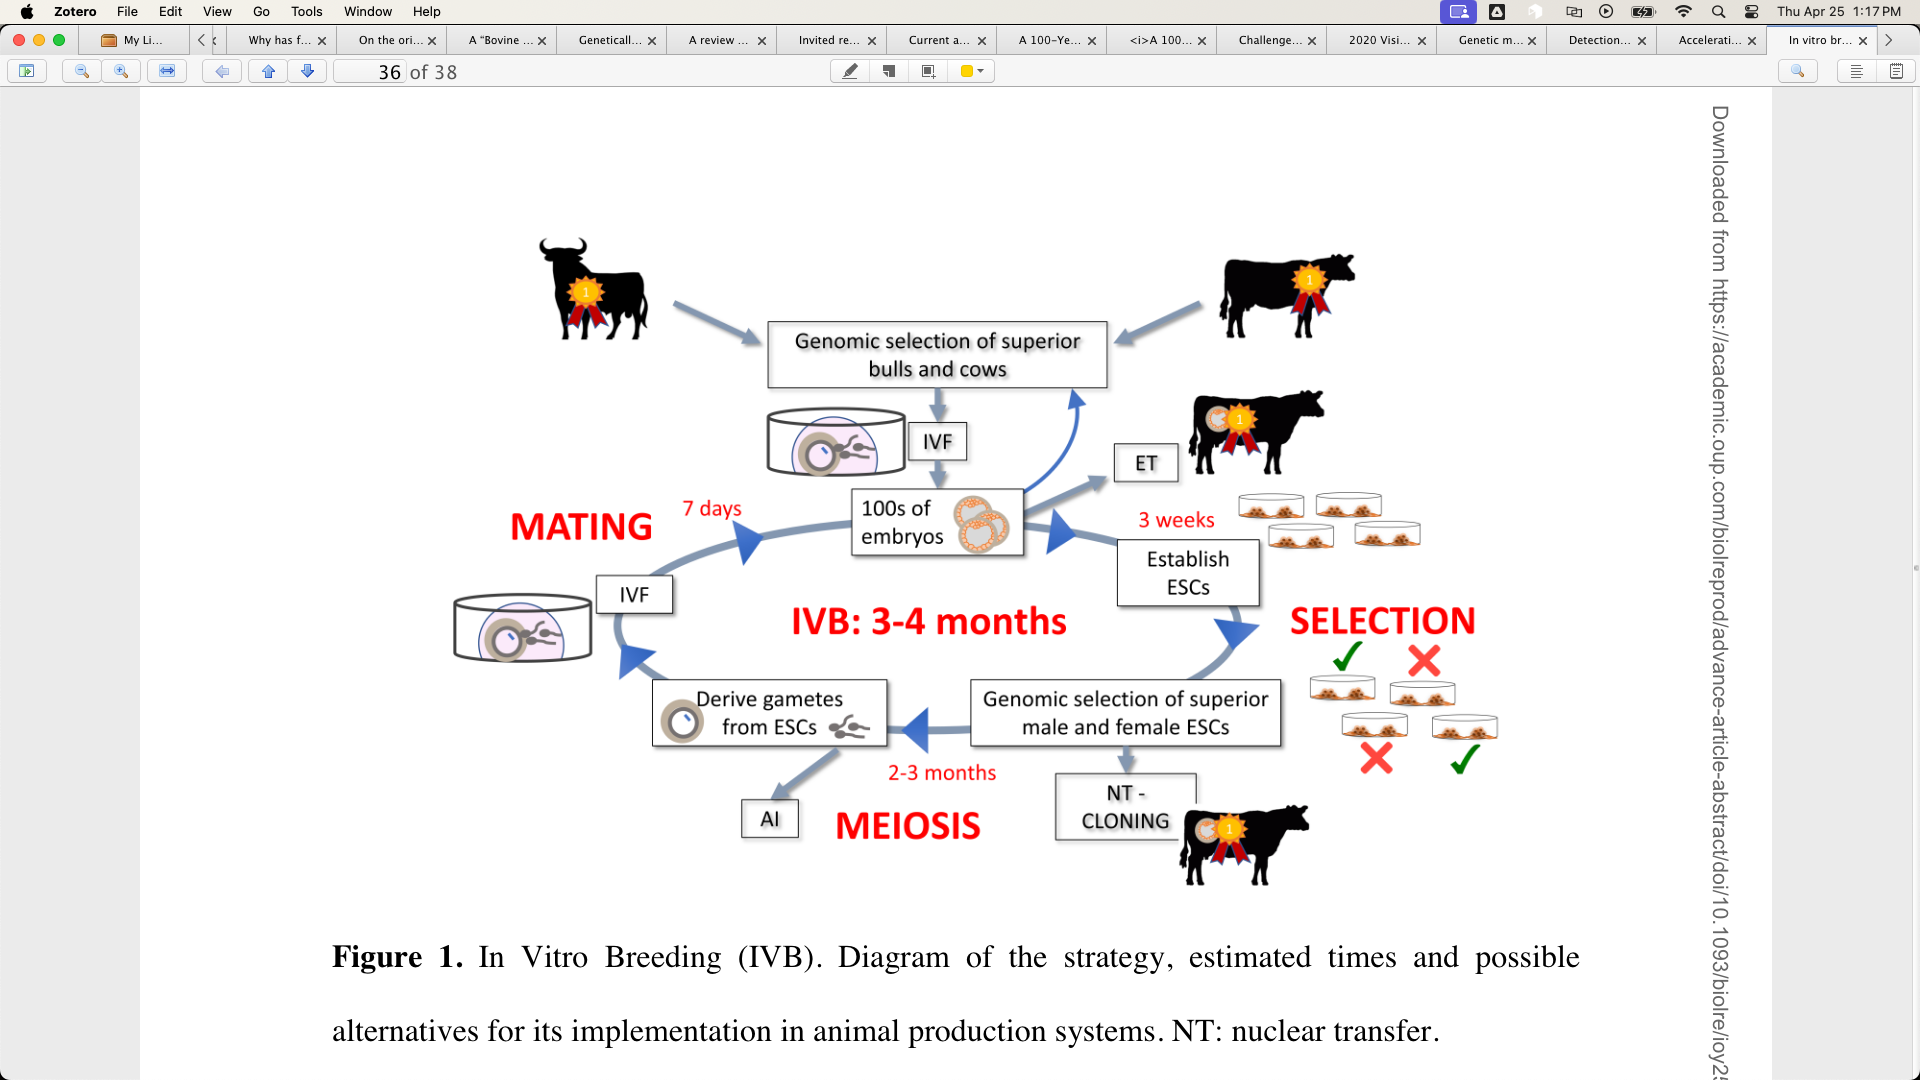 Zotero File Edit View Go Tools Window Help Thu Apr 25 1:17 PM
My Li... Why has f... On the ori... A "Bovine ... Geneticall... A review ... Invited re... Current a... A 100-Ye... <i>A 100... Challenge... 2020 Visi... Genetic m... Detection... Accelerati... In vitro br...
36 of 38
1
1
Genomic selection of superior
bulls and cows
IVF
1
ET
MATING
7 days
100s of
embryos
3 weeks
Establish
ESCs
IVF
IVB: 3-4 months
SELECTION
Derive gametes
from ESCs
Genomic selection of superior
male and female ESCs
2-3 months
AI
MEIOSIS
NT -
CLONING
1
Figure 1. In Vitro Breeding (IVB). Diagram of the strategy, estimated times and possible
alternatives for its implementation in animal production systems. NT: nuclear transfer.
Downloaded from https://academic.oup.com/biolreprod/advance-article-abstract/doi/10.1093/biolre/ioy2